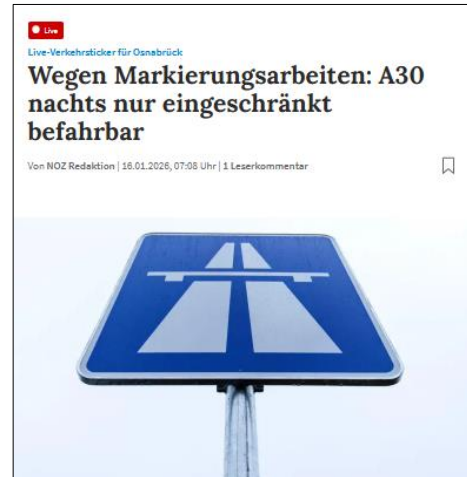 Live
Live-Verkehrsticker für Osnabrück
Wegen Markierungsarbeiten: A30
nachts nur eingeschränkt
befahrbar
Von NOZ Redaktion | 16.01.2026, 07:08 Uhr | 1 Leserkommentar